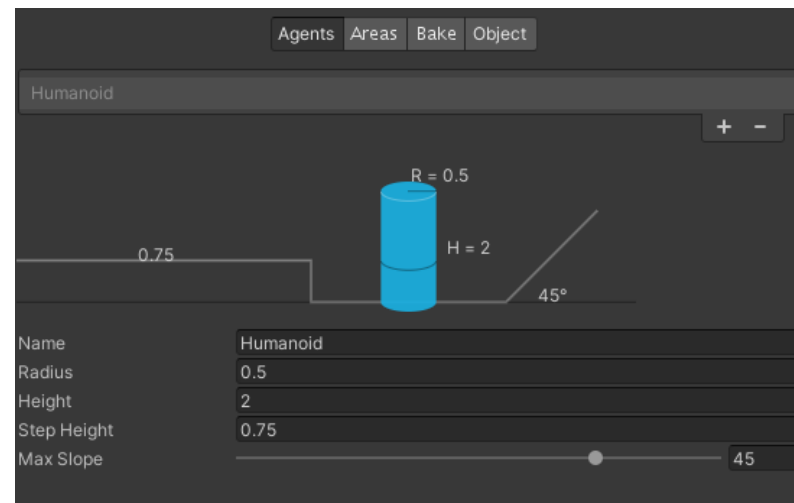 Agents Areas Bake Object
Humanoid
+ -
R = 0.5
0.75
H = 2
45°
Name Humanoid
Radius 0.5
Height 2
Step Height 0.75
Max Slope 45